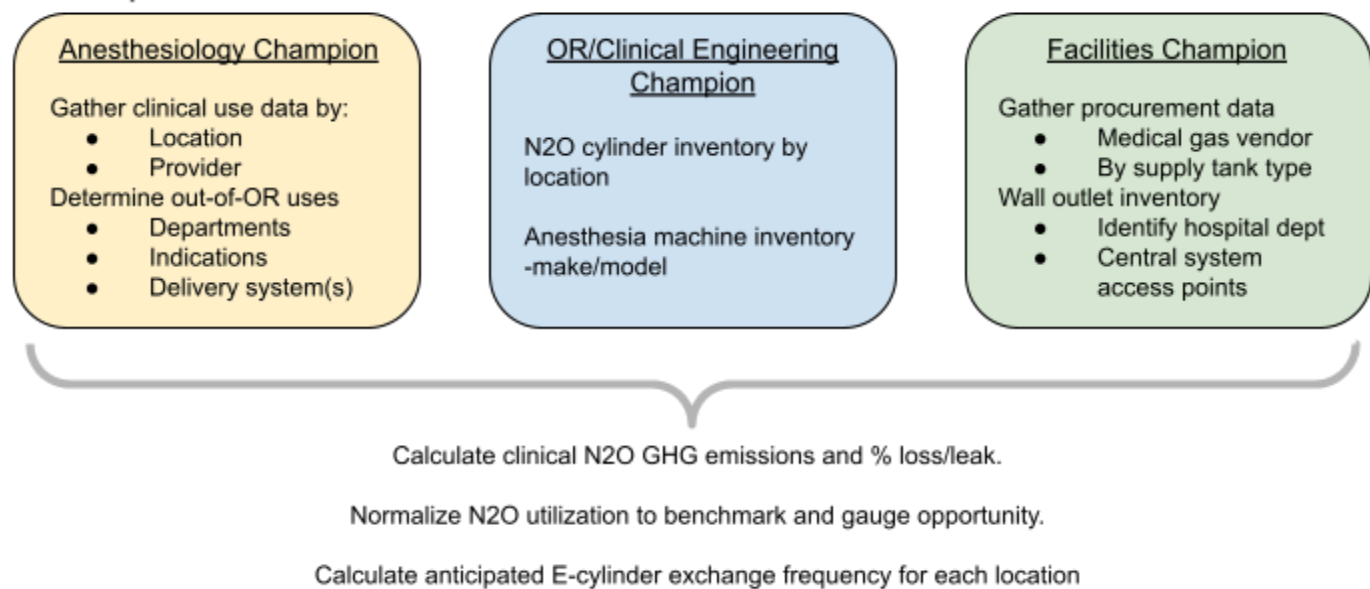 Anesthesiology Champion
Gather clinical use data by:
● Location
● Provider
Determine out-of-OR uses
● Departments
● Indications
● Delivery system(s)
OR/Clinical Engineering
Champion
N2O cylinder inventory by
location
Anesthesia machine inventory
-make/model
Facilities Champion
Gather procurement data
● Medical gas vendor
● By supply tank type
Wall outlet inventory
● Identify hospital dept
● Central system
access points
Calculate clinical N2O GHG emissions and % loss/leak.
Normalize N2O utilization to benchmark and gauge opportunity.
Calculate anticipated E-cylinder exchange frequency for each location